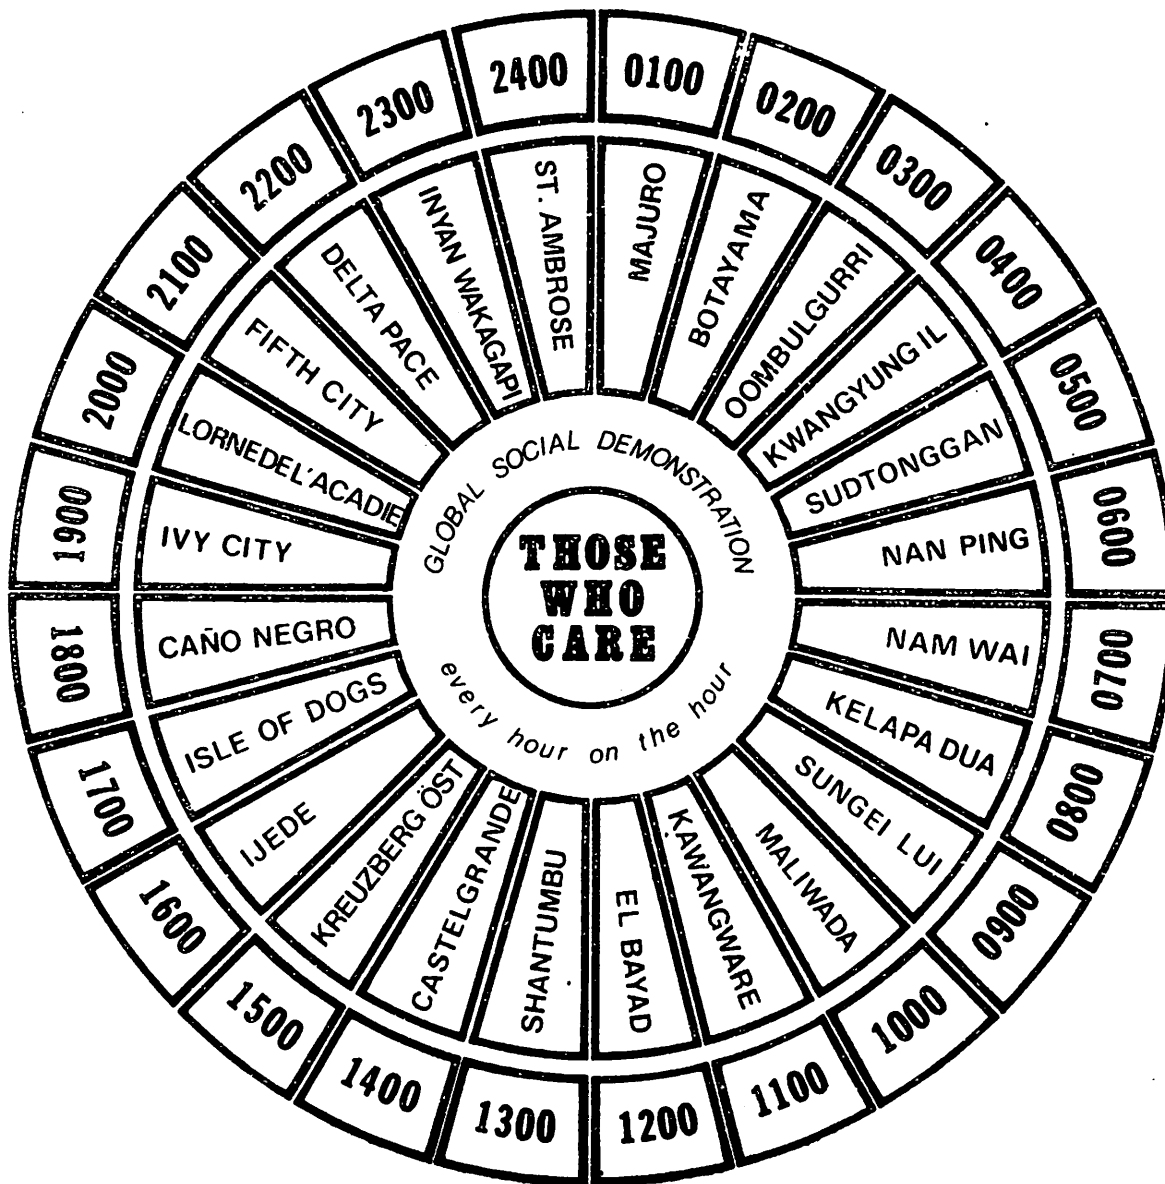 0100
0200
0300
0400
0500
0600
0700
0800
0900
1000
1100
1200
1300
1400
1500
1600
1700
1800
1900
2000
2100
2200
2300
2400
MAJURO
BOTAYAMA
OOMBULGURRI
KWANGYUNG IL
SUDTONGGAN
NAN PING
NAM WAI
KELAPA DUA
SUNGEI LUI
MALIWADA
KAWANGWARE
EL BAYAD
SHANTUMBU
CASTELGRANDE
KREUZBERG ÖST
IJEDE
ISLE OF DOGS
CAÑO NEGRO
IVY CITY
LORNEDEL'ACADIE
FIFTH CITY
DELTA PACE
INYAN WAKAGAPI
ST. AMBROSE
GLOBAL SOCIAL DEMONSTRATION
THOSE
WHO
CARE
every hour on the hour